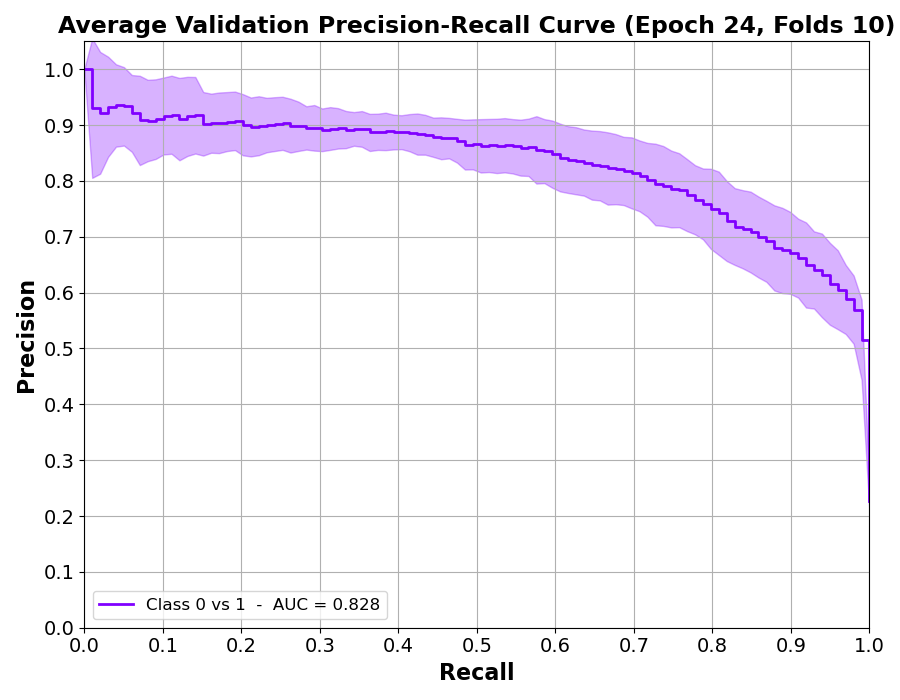 Average Validation Precision-Recall Curve (Epoch 24, Folds 10)
Precision
1.0
0.9
0.8
0.7
0.6
0.5
0.4
0.3
0.2
0.1
0.0
Class 0 vs 1 - AUC = 0.828
0.0 0.1 0.2 0.3 0.4 0.5 0.6 0.7 0.8 0.9 1.0
Recall